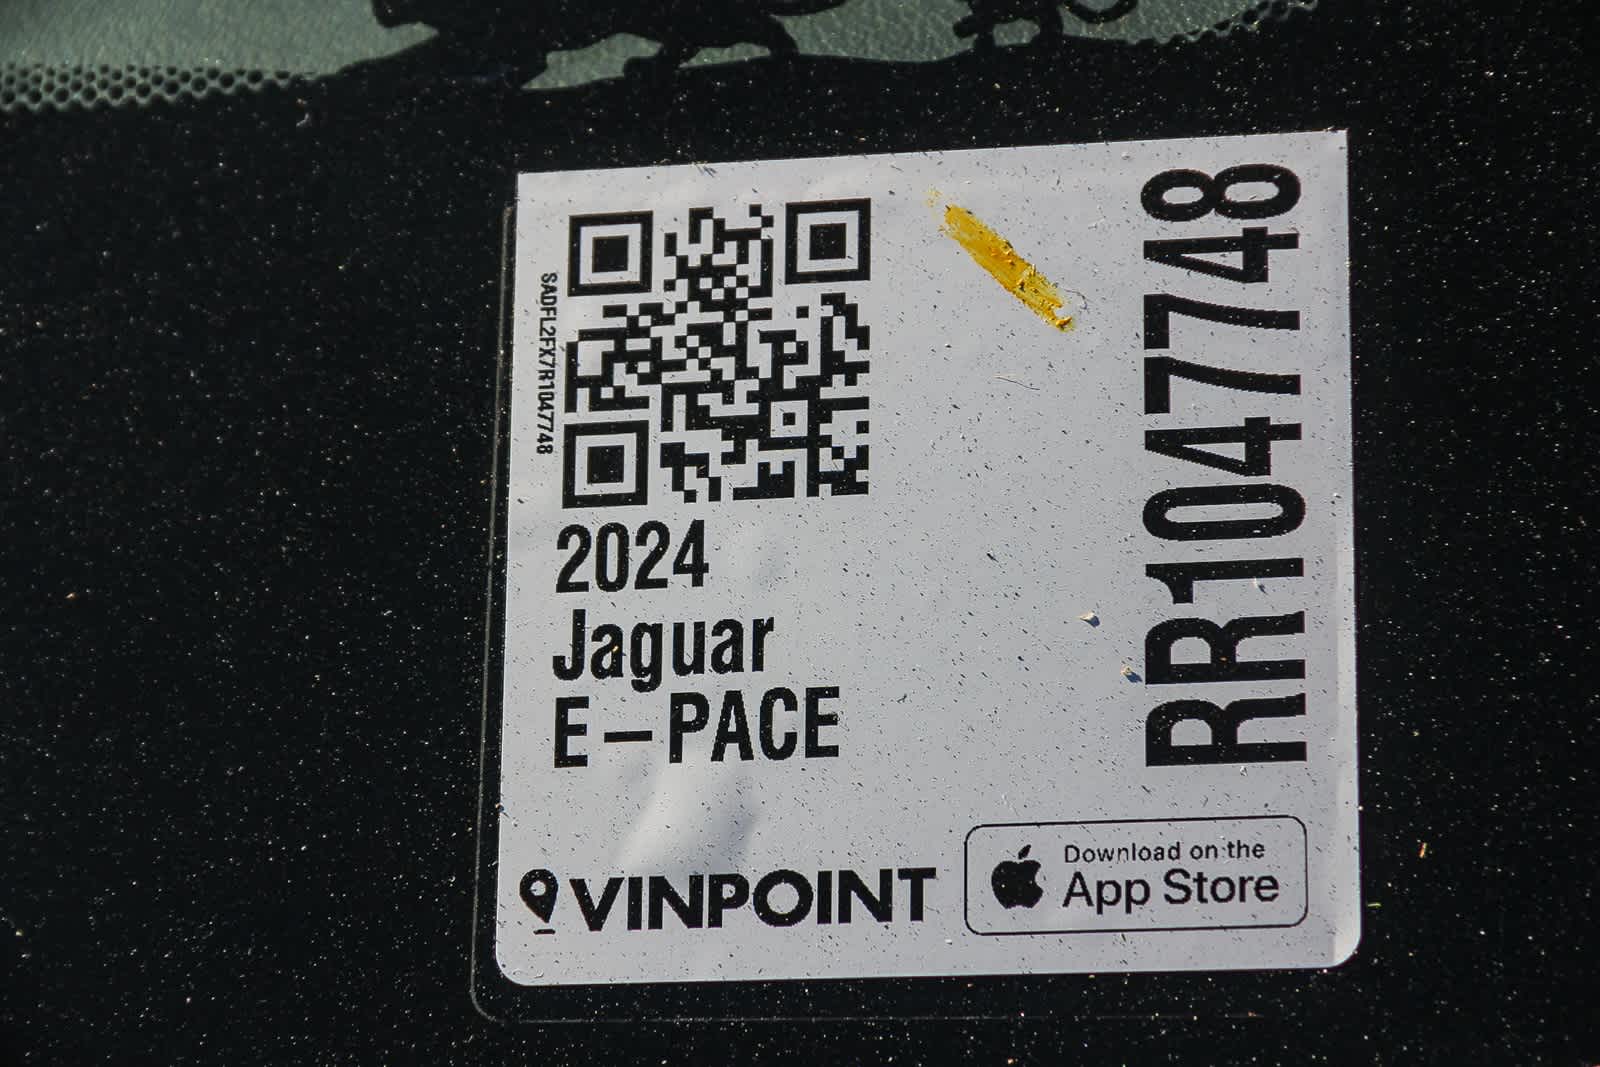 SADFL2FX7R1047748
2024
Jaguar
E-PACE
RR1047748
VINPOINT
Download on the
App Store